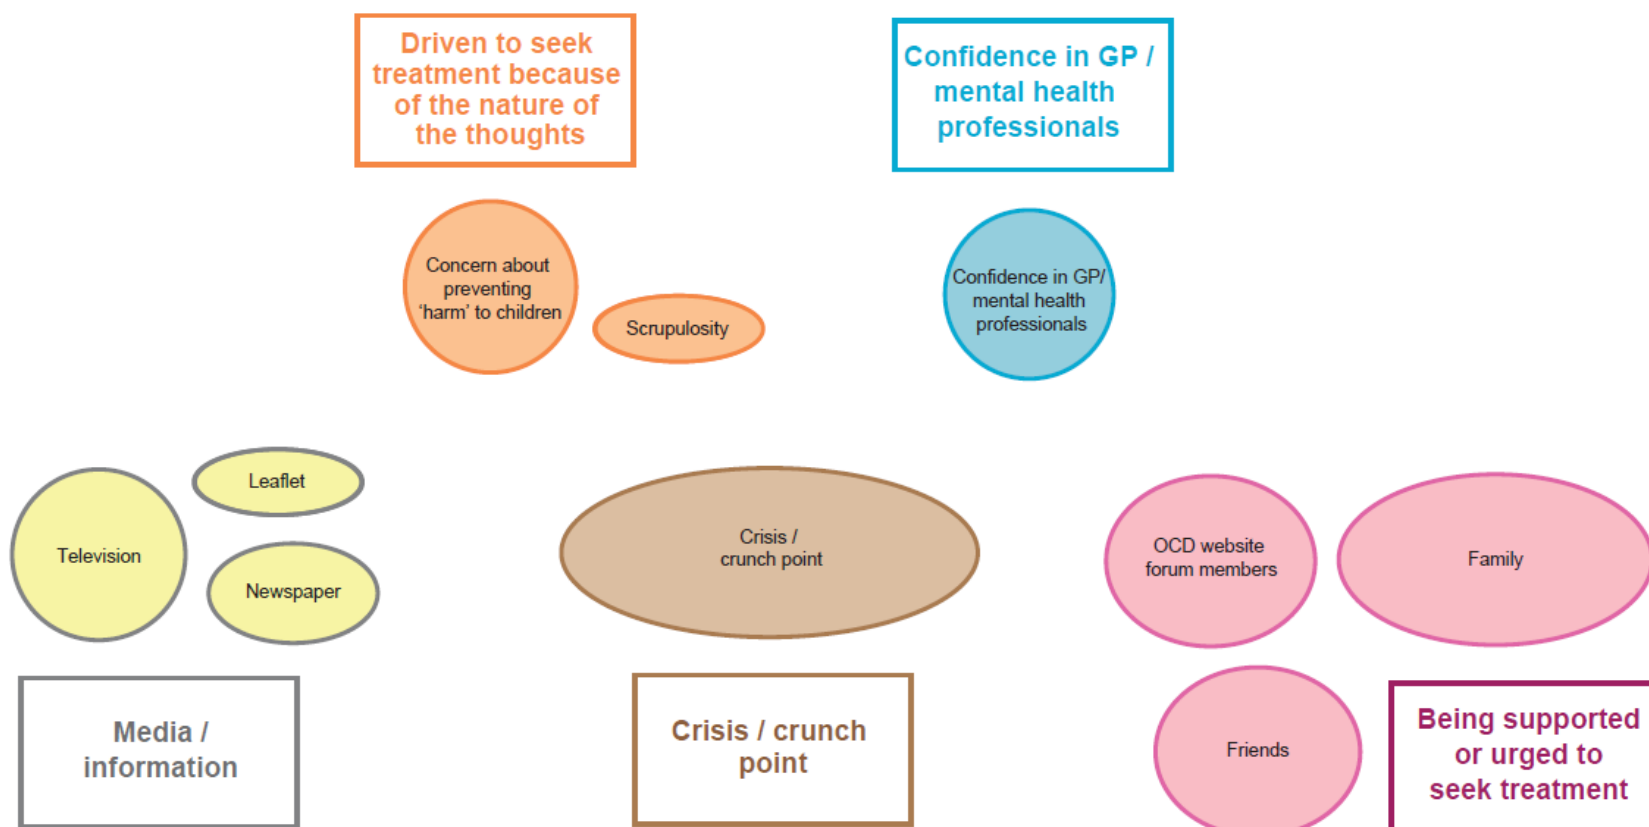 Driven to seek
treatment because
of the nature of
the thoughts
Confidence in GP /
mental health
professionals
Concern about
preventing
‘harm’ to children
Scrupulosity
Confidence in GP/
mental health
professionals
Leaflet
Television
Newspaper
Crisis /
crunch point
OCD website
forum members
Family
Media /
information
Crisis / crunch
point
Friends
Being supported
or urged to
seek treatment